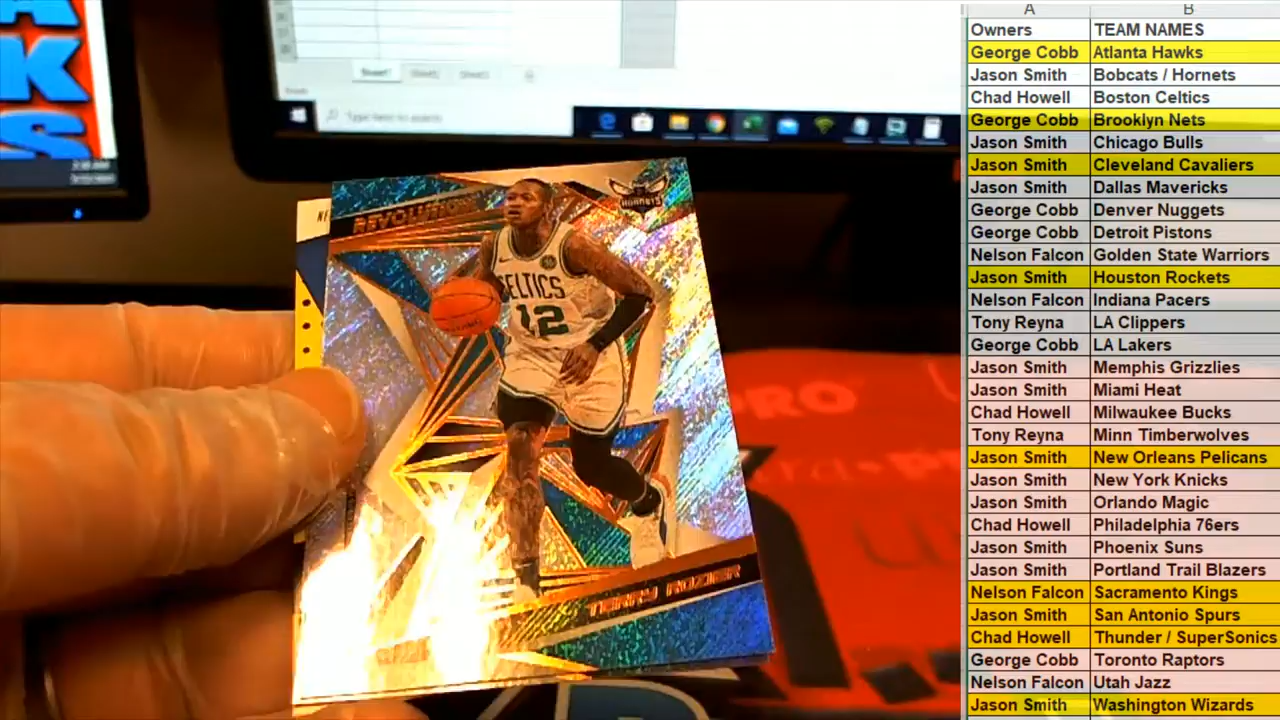 A B
Owners TEAM NAMES
George Cobb Atlanta Hawks
Jason Smith Bobcats / Hornets
Chad Howell Boston Celtics
George Cobb Brooklyn Nets
Jason Smith Chicago Bulls
Jason Smith Cleveland Cavaliers
Jason Smith Dallas Mavericks
George Cobb Denver Nuggets
George Cobb Detroit Pistons
Nelson Falcon Golden State Warriors
Jason Smith Houston Rockets
Nelson Falcon Indiana Pacers
Tony Reyna LA Clippers
George Cobb LA Lakers
Jason Smith Memphis Grizzlies
Jason Smith Miami Heat
Chad Howell Milwaukee Bucks
Tony Reyna Minn Timberwolves
Jason Smith New Orleans Pelicans
Jason Smith New York Knicks
Jason Smith Orlando Magic
Chad Howell Philadelphia 76ers
Jason Smith Phoenix Suns
Jason Smith Portland Trail Blazers
Nelson Falcon Sacramento Kings
Jason Smith San Antonio Spurs
Chad Howell Thunder / SuperSonics
George Cobb Toronto Raptors
Nelson Falcon Utah Jazz
Jason Smith Washington Wizards
Type here to search
REVOLUTION
HORNETS
CELTICS
12
TERRY ROZIER
PRO